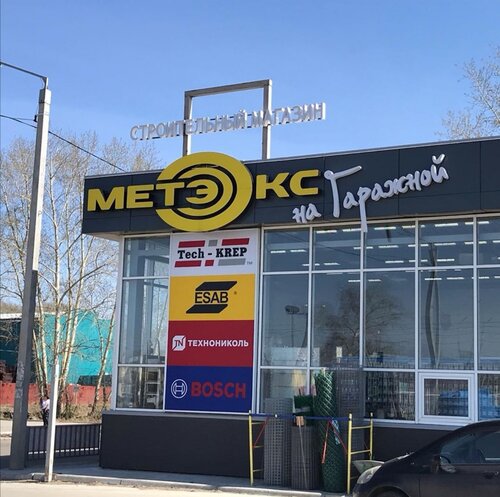 СТРОИТЕЛЬНЫЙ МАГАЗИН
МЕТЭКС
на Гаражной
Tech - KREP
ESAB
ТЕХНОНИКОЛЬ
BOSCH